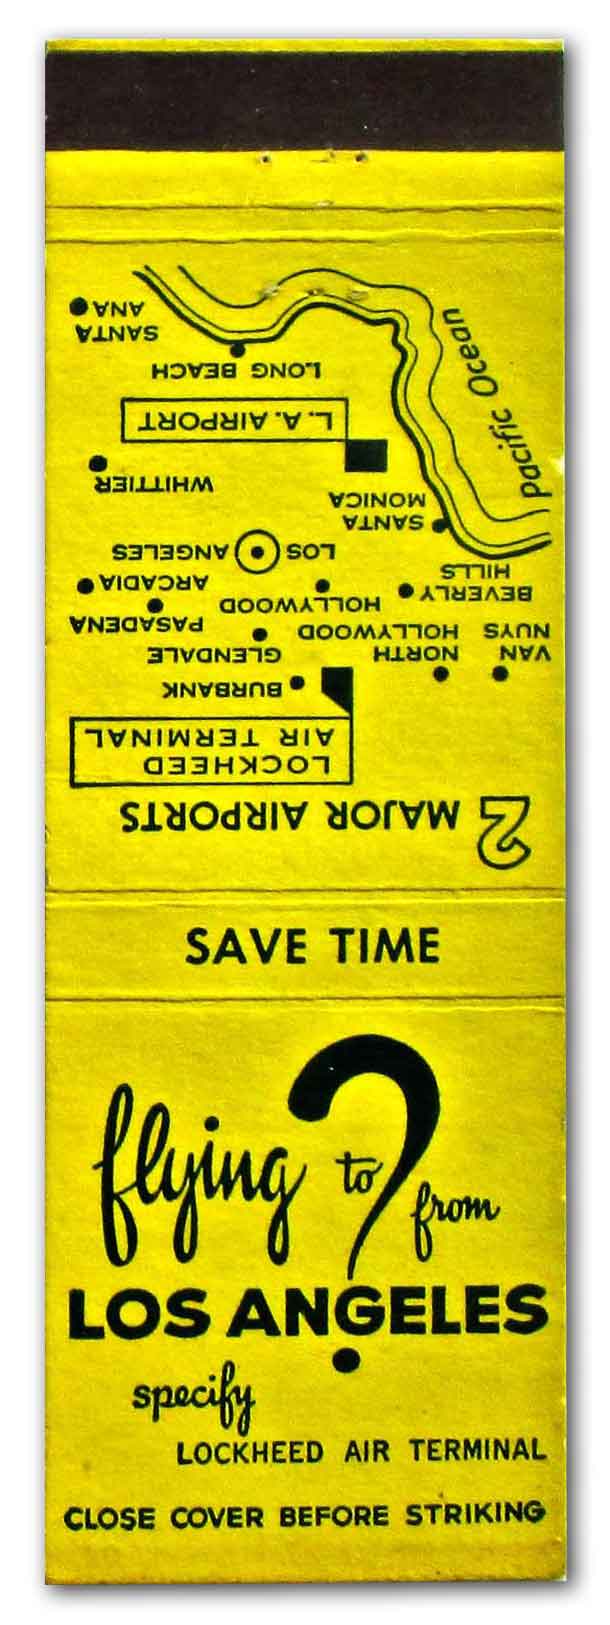 2 MAJOR AIRPORTS
LOCKHEED
AIR TERMINAL
BURBANK
VAN
NUYS
NORTH
HOLLYWOOD
GLENDALE
PASADENA
BEVERLY
HILLS
HOLLYWOOD
ARCADIA
LOS ANGELES
SANTA
MONICA
WHITTIER
L. A. AIRPORT
LONG BEACH
SANTA
ANA
Pacific Ocean
SAVE TIME
flying to ? from
LOS ANGELES
specify
LOCKHEED AIR TERMINAL
CLOSE COVER BEFORE STRIKING